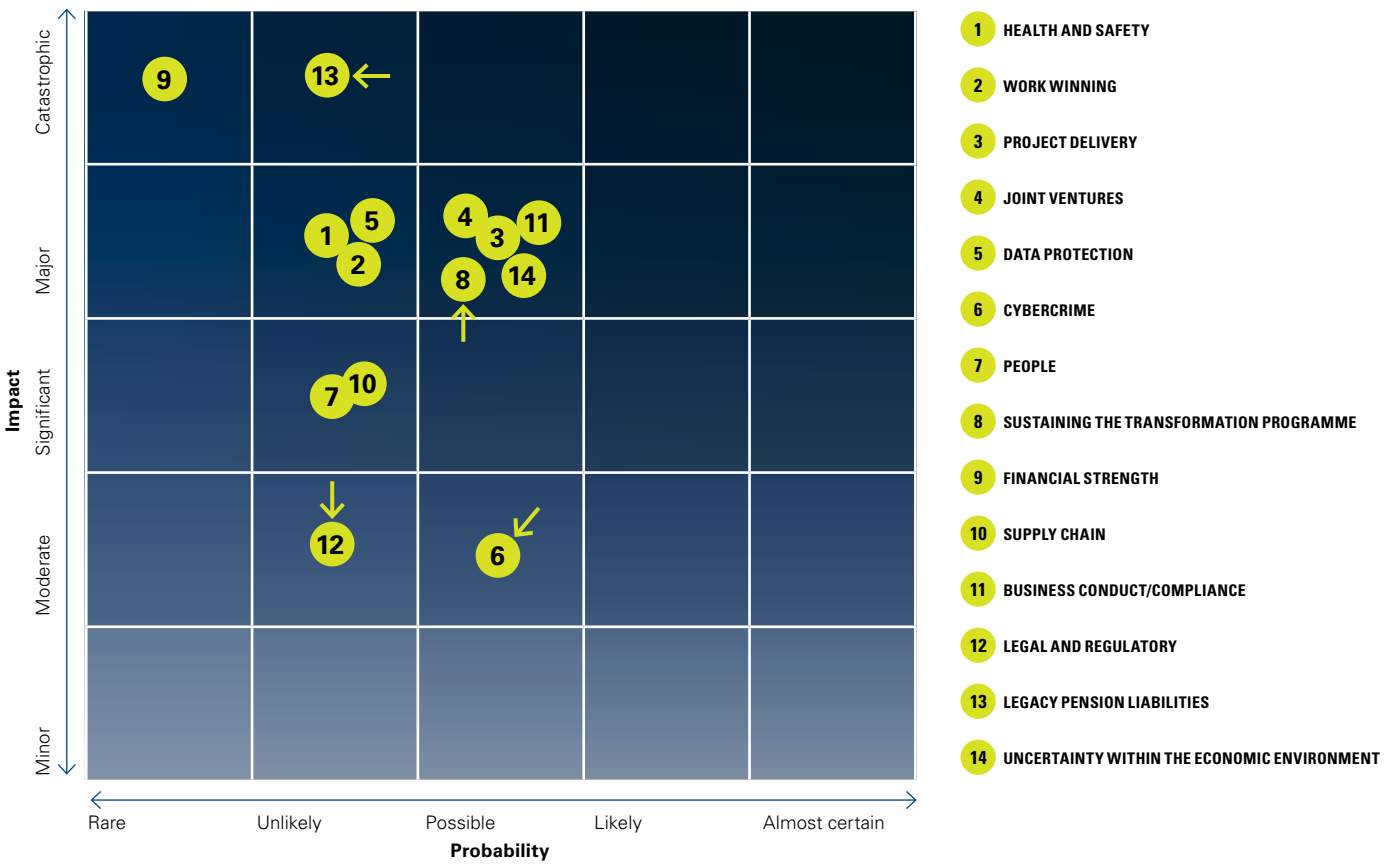 Impact
Catastrophic
Major
Significant
Moderate
Minor
9
13
1
5
2
4
3
11
8
14
7
10
12
6
Rare
Unlikely
Possible
Likely
Almost certain
Probability
1 HEALTH AND SAFETY
2 WORK WINNING
3 PROJECT DELIVERY
4 JOINT VENTURES
5 DATA PROTECTION
6 CYBERCRIME
7 PEOPLE
8 SUSTAINING THE TRANSFORMATION PROGRAMME
9 FINANCIAL STRENGTH
10 SUPPLY CHAIN
11 BUSINESS CONDUCT/COMPLIANCE
12 LEGAL AND REGULATORY
13 LEGACY PENSION LIABILITIES
14 UNCERTAINTY WITHIN THE ECONOMIC ENVIRONMENT